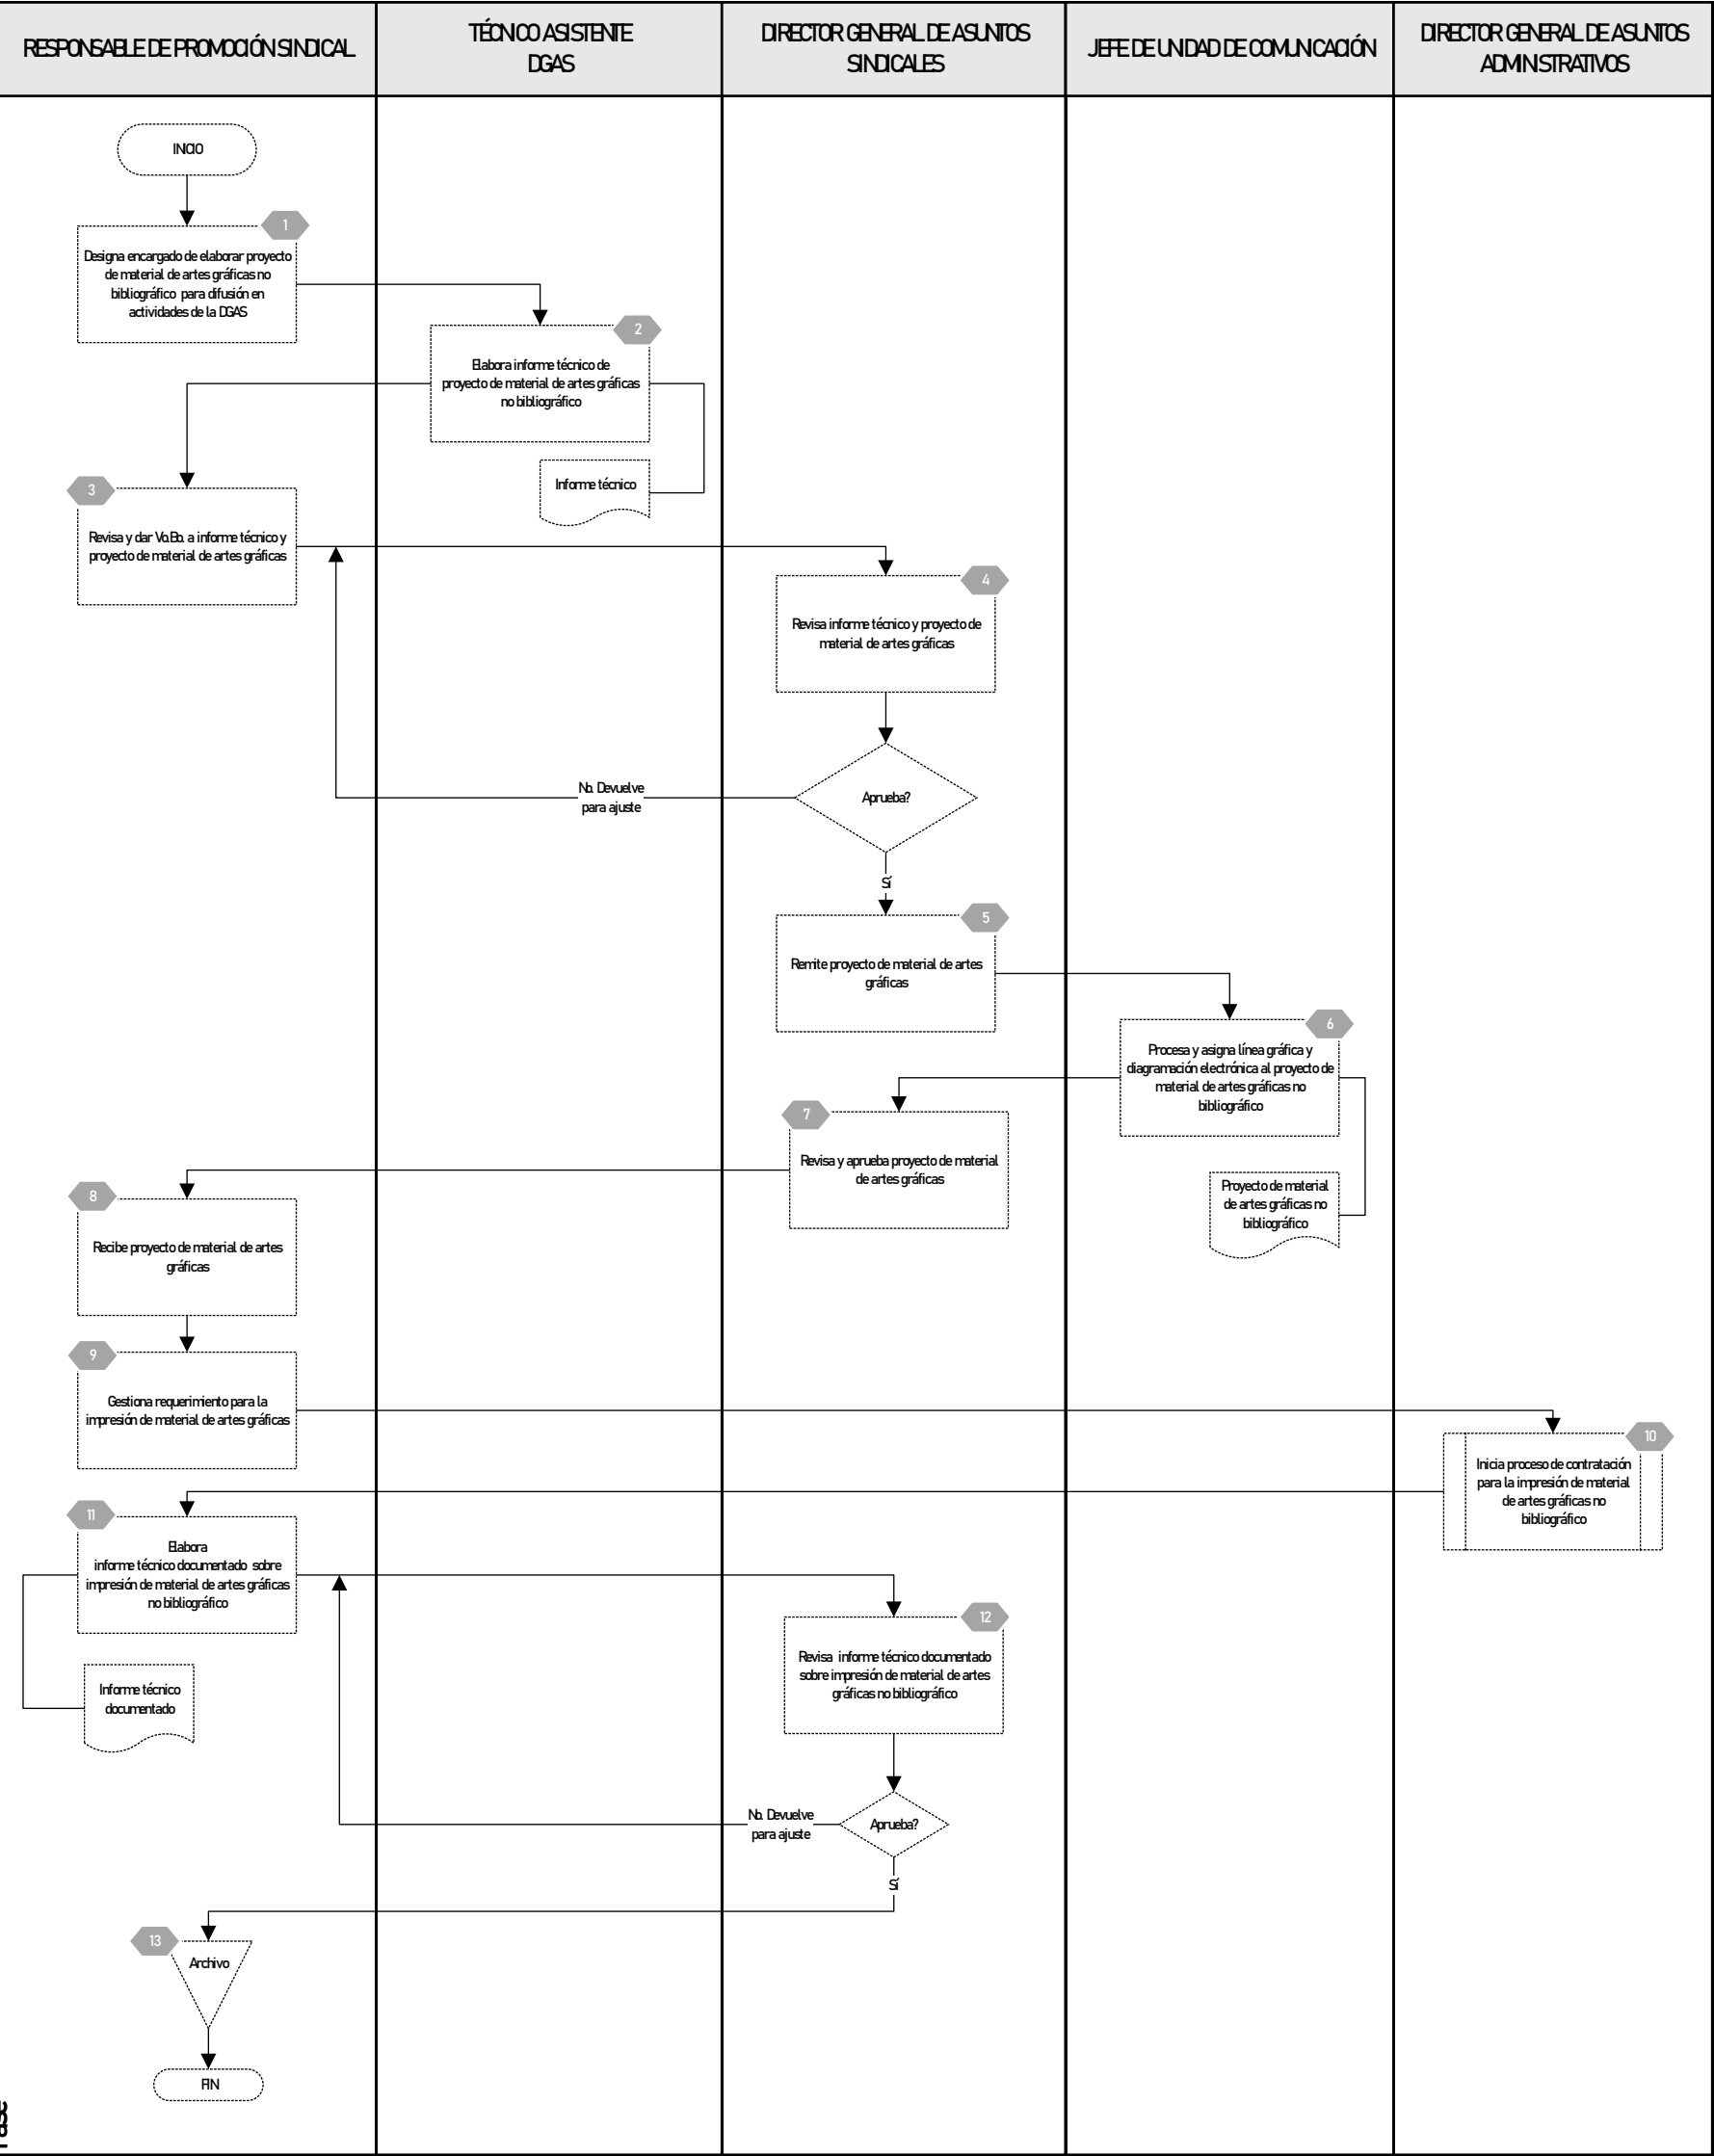 RESPONSABLE DE PROMOCIÓN SINDICAL
TÉCNICO ASISTENTE
DGAS
DIRECTOR GENERAL DE ASUNTOS
SINDICALES
JEFE DE UNIDAD DE COMUNICACIÓN
DIRECTOR GENERAL DE ASUNTOS
ADMINISTRATIVOS
INICIO
1
Designa encargado de elaborar proyecto
de material de artes gráficas no
bibliográfico para difusión en
actividades de la DGAS
2
Elabora informe técnico de
proyecto de material de artes gráficas
no bibliográfico
Informe técnico
3
Revisa y dar Vo.Bo. a informe técnico y
proyecto de material de artes gráficas
4
Revisa informe técnico y proyecto de
material de artes gráficas
Aprueba?
No. Devuelve
para ajuste
Sí
5
Remite proyecto de material de artes
gráficas
6
Procesa y asigna línea gráfica y
diagramación electrónica al proyecto de
material de artes gráficas no
bibliográfico
Proyecto de material
de artes gráficas no
bibliográfico
7
Revisa y aprueba proyecto de material
de artes gráficas
8
Recibe proyecto de material de artes
gráficas
9
Gestiona requerimiento para la
impresión de material de artes gráficas
10
Inicia proceso de contratación
para la impresión de material
de artes gráficas no
bibliográfico
11
Elabora
informe técnico documentado sobre
impresión de material de artes gráficas
no bibliográfico
Informe técnico
documentado
12
Revisa informe técnico documentado
sobre impresión de material de artes
gráficas no bibliográfico
Aprueba?
No. Devuelve
para ajuste
Sí
13
Archivo
FIN